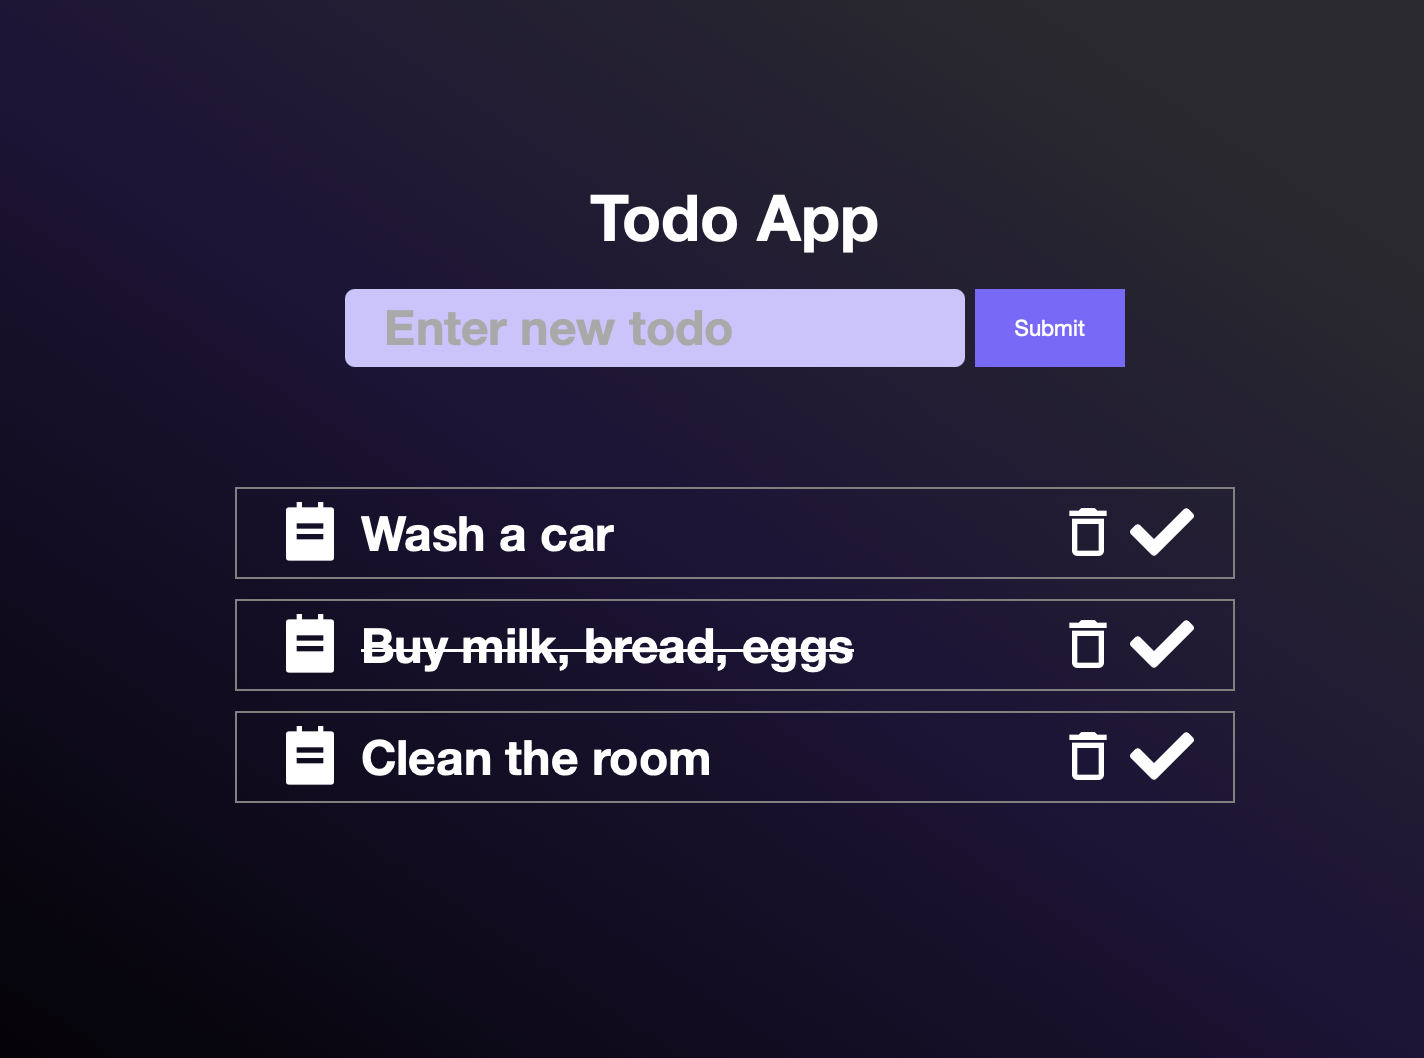 Todo App
Enter new todo
Submit
Wash a car
Buy milk, bread, eggs
Clean the room